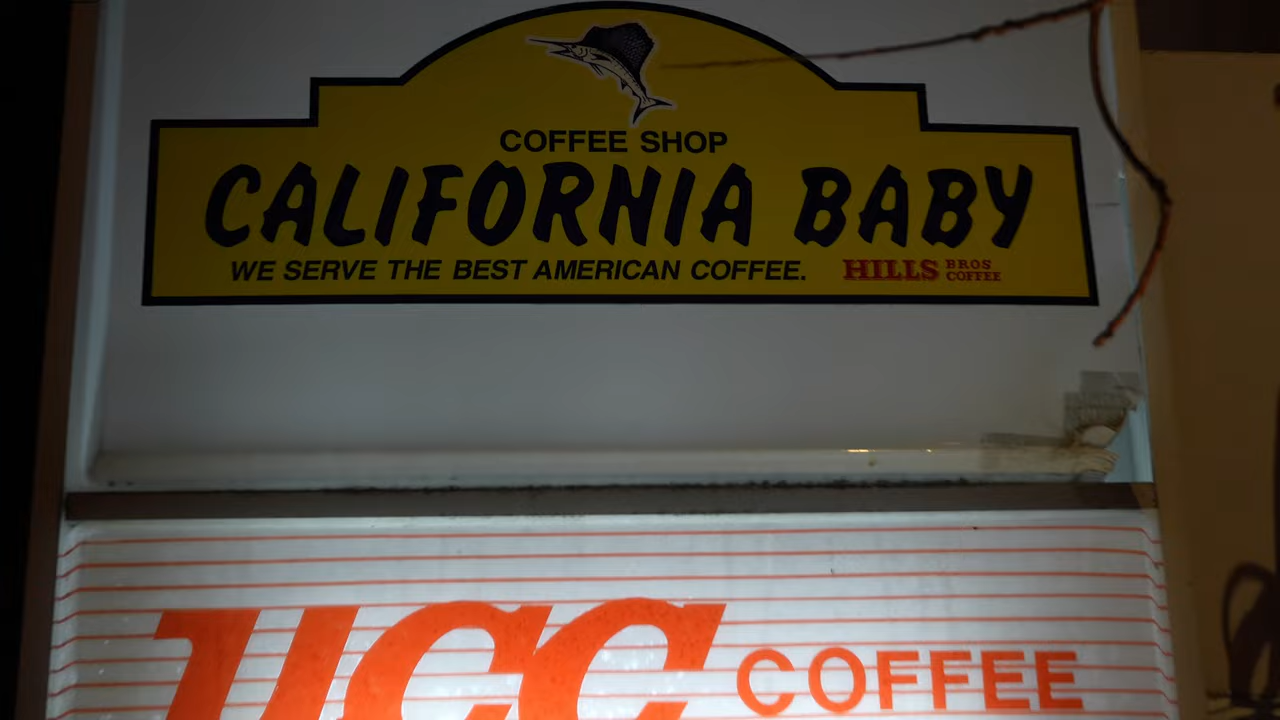 COFFEE SHOP
CALIFORNIA BABY
WE SERVE THE BEST AMERICAN COFFEE. HILLS BROS COFFEE
UCC COFFEE